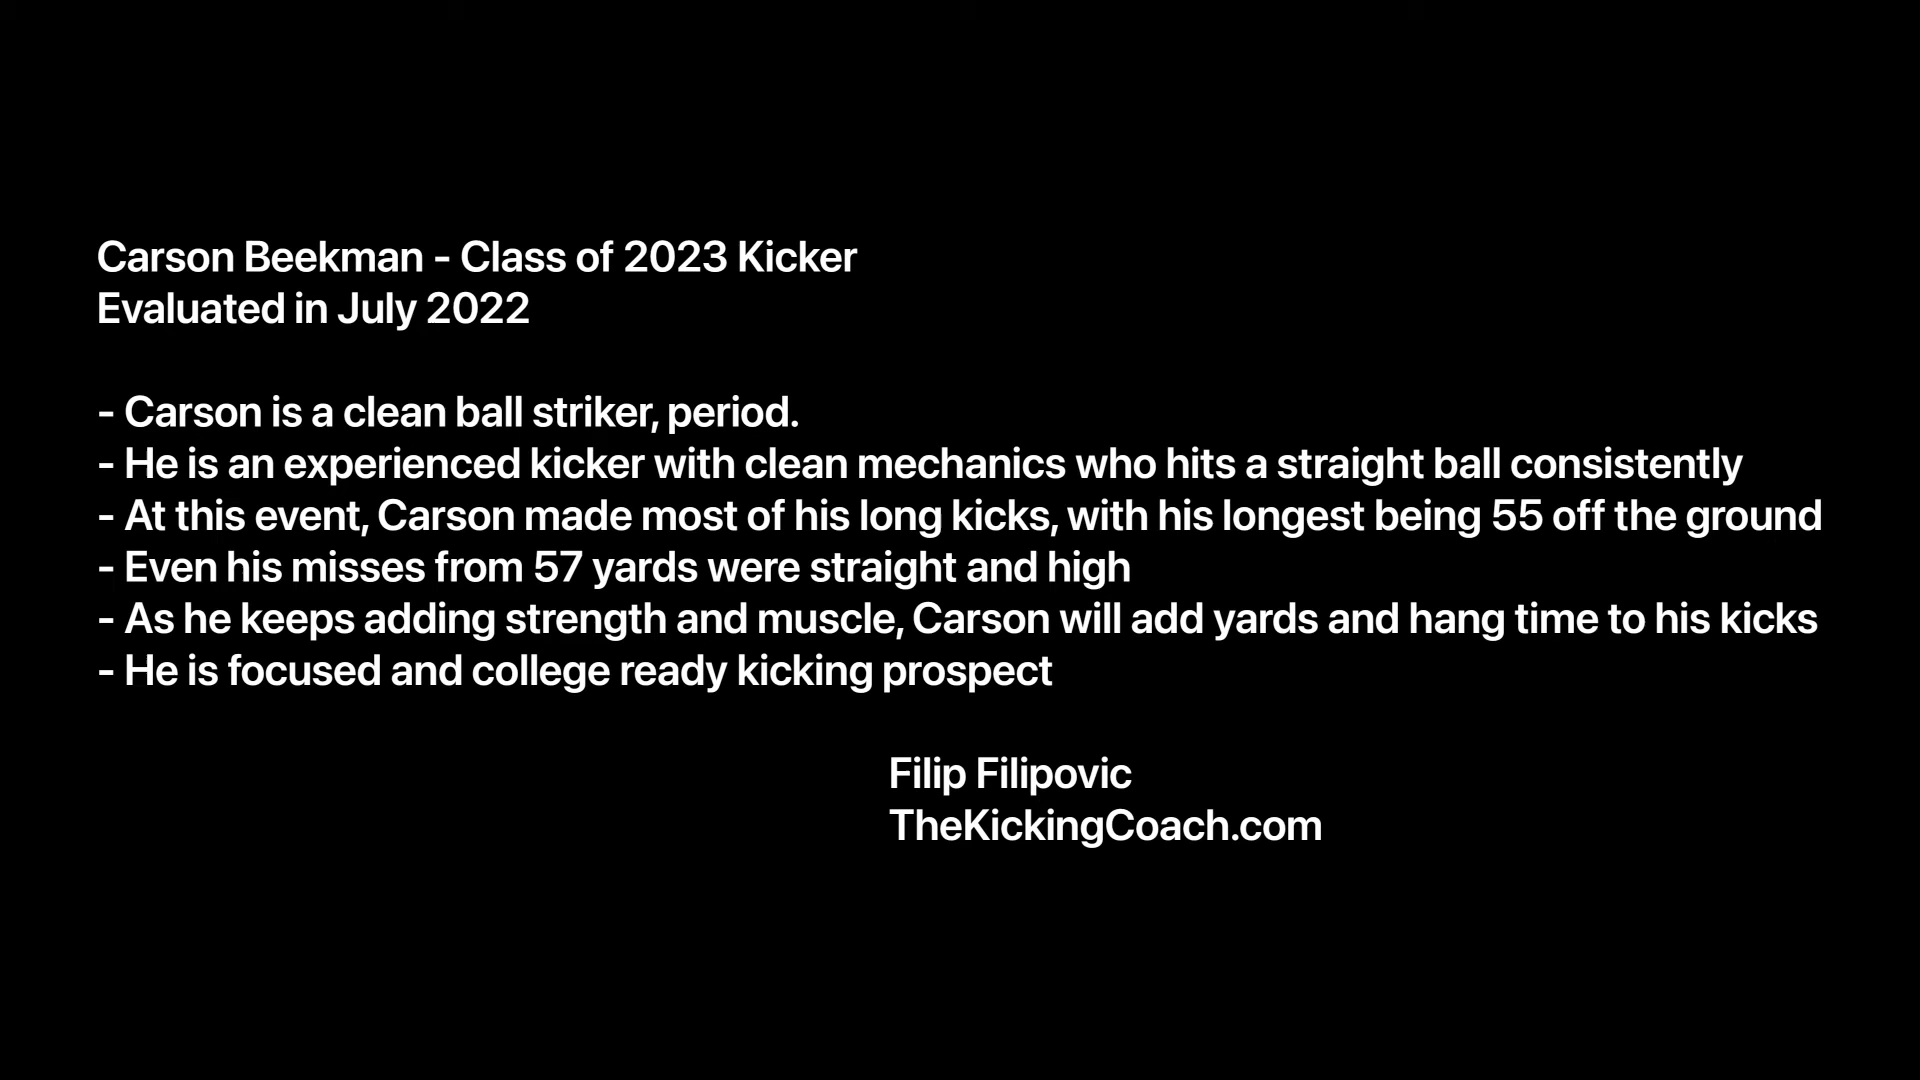 Carson Beekman - Class of 2023 Kicker
Evaluated in July 2022
- Carson is a clean ball striker, period.
- He is an experienced kicker with clean mechanics who hits a straight ball consistently
- At this event, Carson made most of his long kicks, with his longest being 55 off the ground
- Even his misses from 57 yards were straight and high
- As he keeps adding strength and muscle, Carson will add yards and hang time to his kicks
- He is focused and college ready kicking prospect
Filip Filipovic
TheKickingCoach.com